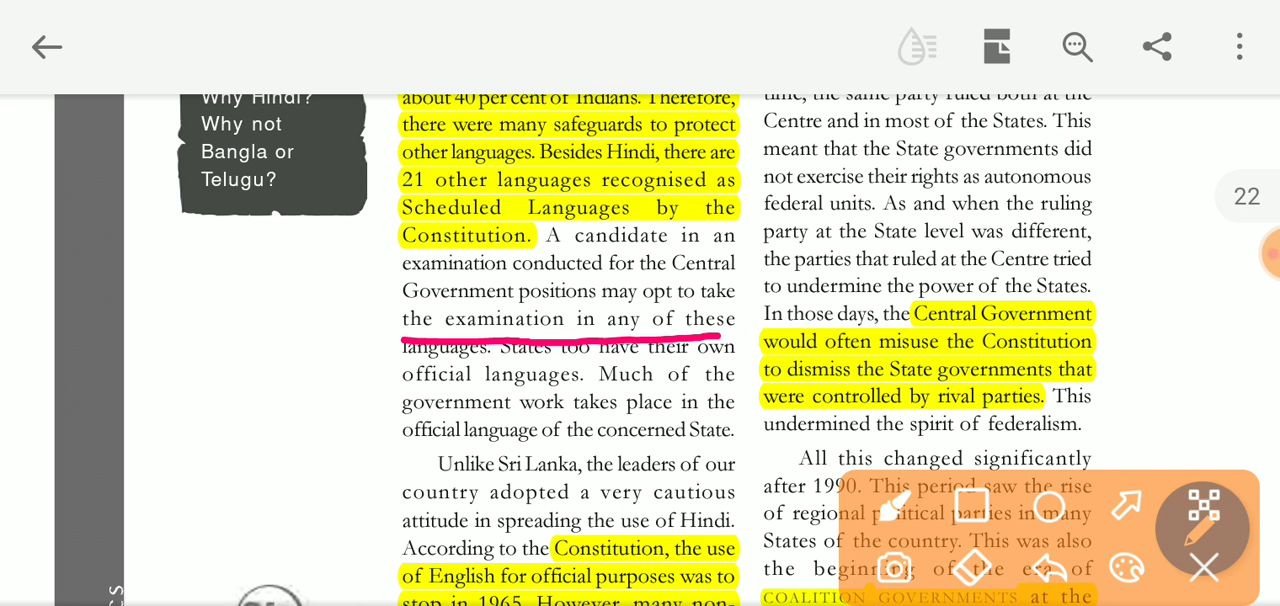 22
Why Hindi?
Why not
Bangla or
Telugu?
about 40 per cent of Indians. Therefore,
there were many safeguards to protect
other languages. Besides Hindi, there are
21 other languages recognised as
Scheduled Languages by the
Constitution. A candidate in an
examination conducted for the Central
Government positions may opt to take
the examination in any of these
languages. States too have their own
official languages. Much of the
government work takes place in the
official language of the concerned State.
Unlike Sri Lanka, the leaders of our
country adopted a very cautious
attitude in spreading the use of Hindi.
According to the Constitution, the use
of English for official purposes was to
stop in 1965. However, many non-
time, the same party ruled both at the
Centre and in most of the States. This
meant that the State governments did
not exercise their rights as autonomous
federal units. As and when the ruling
party at the State level was different,
the parties that ruled at the Centre tried
to undermine the power of the States.
In those days, the Central Government
would often misuse the Constitution
to dismiss the State governments that
were controlled by rival parties. This
undermined the spirit of federalism.
All this changed significantly
after 1990. This period saw the rise
of regional political parties in many
States of the country. This was also
the beginning of the era of
COALITION GOVERNMENTS at the